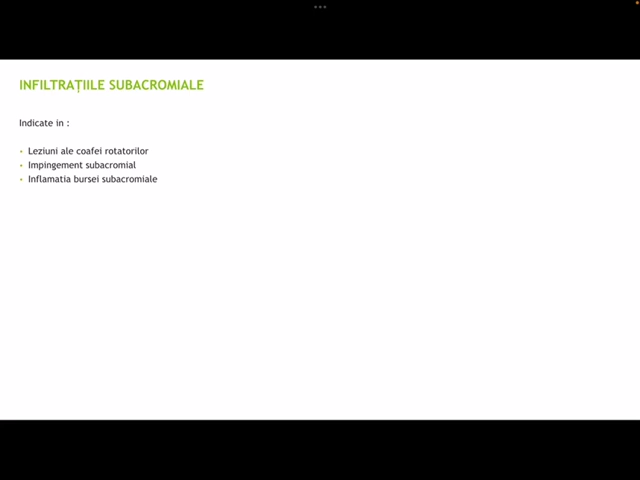 INFILTRAȚIILE SUBACROMIALE
Indicate in :
• Leziuni ale coafei rotatorilor
• Impingement subacromial
• Inflamatia bursei subacromiale